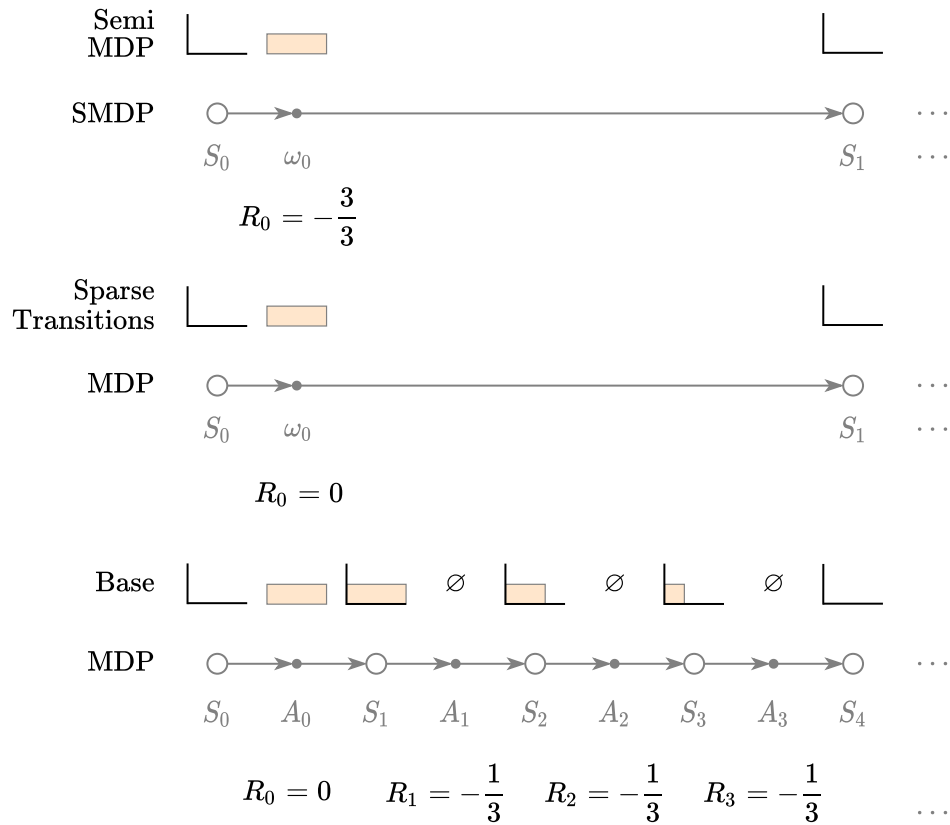 Semi
MDP
SMDP
S₀ ω₀ S₁ ···
···
R₀ = −3/3
Sparse
Transitions
MDP
S₀ ω₀ S₁ ···
···
R₀ = 0
Base
∅ ∅ ∅
MDP ···
S₀ A₀ S₁ A₁ S₂ A₂ S₃ A₃ S₄
R₀ = 0 R₁ = −1/3 R₂ = −1/3 R₃ = −1/3 ···